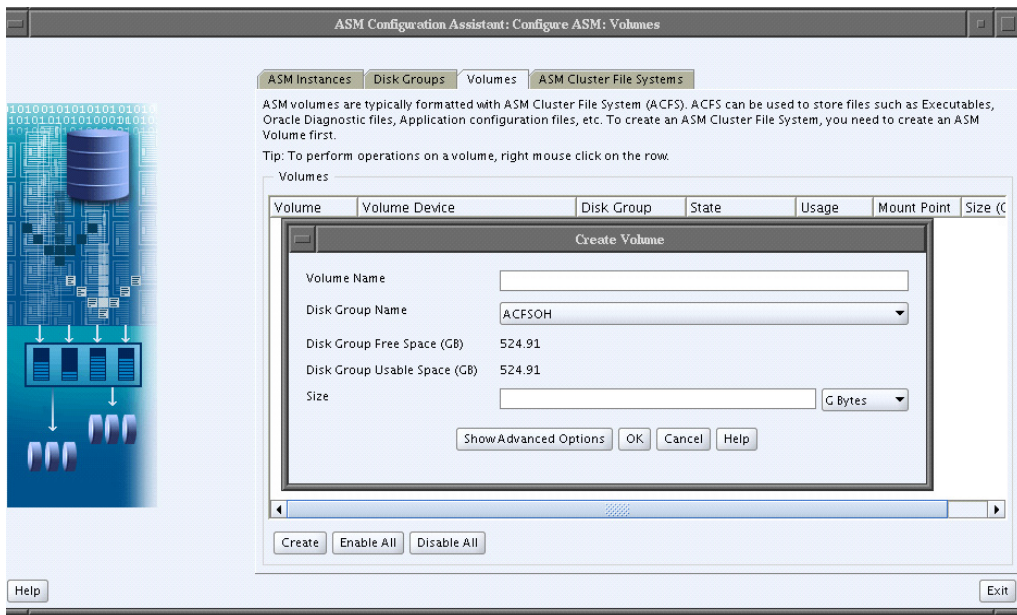 ASM Configuration Assistant: Configure ASM: Volumes
ASM Instances Disk Groups Volumes ASM Cluster File Systems
ASM volumes are typically formatted with ASM Cluster File System (ACFS). ACFS can be used to store files such as Executables,
Oracle Diagnostic files, Application configuration files, etc. To create an ASM Cluster File System, you need to create an ASM
Volume first.
Tip: To perform operations on a volume, right mouse click on the row.
Volumes
Volume Volume Device Disk Group State Usage Mount Point Size (G
Create Volume
Volume Name
Disk Group Name ACFSOH
Disk Group Free Space (GB) 524.91
Disk Group Usable Space (GB) 524.91
Size G Bytes
Show Advanced Options OK Cancel Help
Create Enable All Disable All
Help Exit